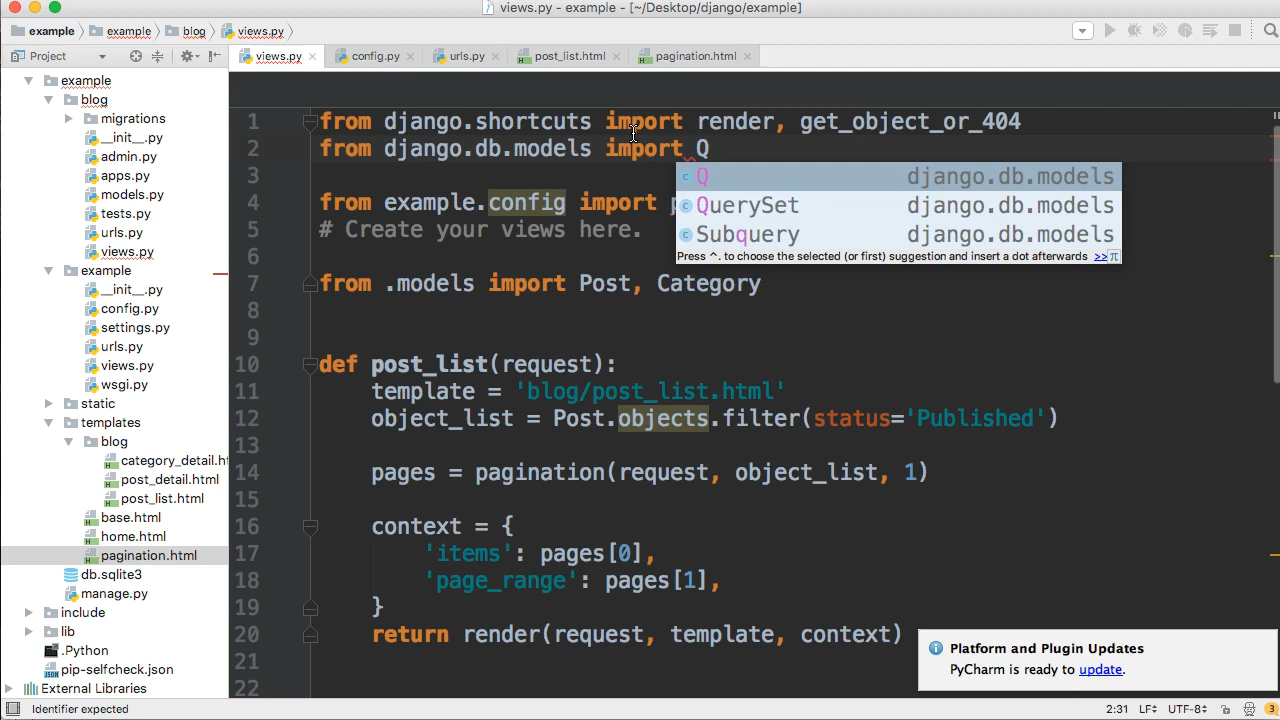 views.py - example - [~/Desktop/django/example]
example example blog views.py
Project
views.py config.py urls.py post_list.html pagination.html
example
blog
migrations
__init__.py
admin.py
apps.py
models.py
tests.py
urls.py
views.py
example
__init__.py
config.py
settings.py
urls.py
views.py
wsgi.py
static
templates
blog
category_detail.ht
post_detail.html
post_list.html
base.html
home.html
pagination.html
db.sqlite3
manage.py
include
lib
.Python
pip-selfcheck.json
External Libraries
1 from django.shortcuts import render, get_object_or_404
2 from django.db.models import Q
3
4 from example.config import p
5 # Create your views here.
6
7 from .models import Post, Category
8
9
10 def post_list(request):
11 template = 'blog/post_list.html'
12 object_list = Post.objects.filter(status='Published')
13
14 pages = pagination(request, object_list, 1)
15
16 context = {
17 'items': pages[0],
18 'page_range': pages[1],
19 }
20 return render(request, template, context)
21
22
Q django.db.models
QuerySet django.db.models
Subquery django.db.models
Press ^. to choose the selected (or first) suggestion and insert a dot afterwards >> π
Platform and Plugin Updates
PyCharm is ready to update.
Identifier expected 2:31 LF UTF-8 3